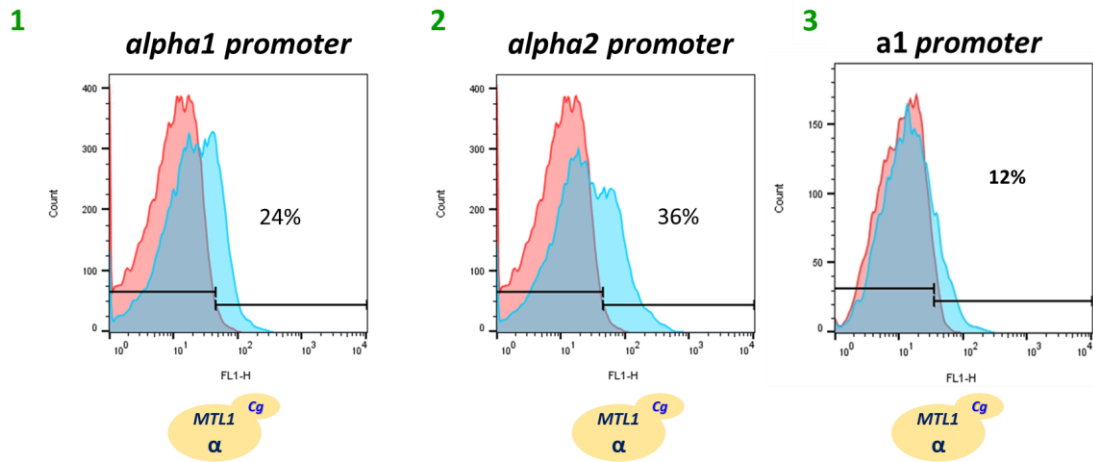 1
alpha1 promoter
400
300
200
100
0
Count
24%
10^0
10^1
10^2
10^3
10^4
FL1-H
MTL1
α
Cg
2
alpha2 promoter
400
300
200
100
0
Count
36%
10^0
10^1
10^2
10^3
10^4
FL1-H
MTL1
α
Cg
3
a1 promoter
150
100
50
0
Count
12%
10^0
10^1
10^2
10^3
10^4
FL1-H
MTL1
α
Cg